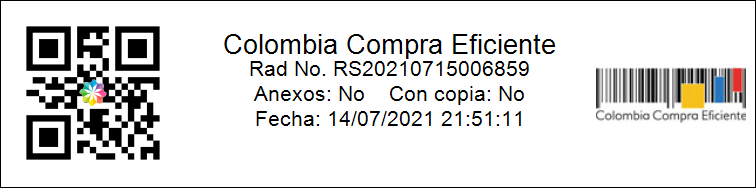 Colombia Compra Eficiente
Rad No. RS20210715006859
Anexos: No    Con copia: No
Fecha: 14/07/2021 21:51:11
Colombia Compra Eficiente